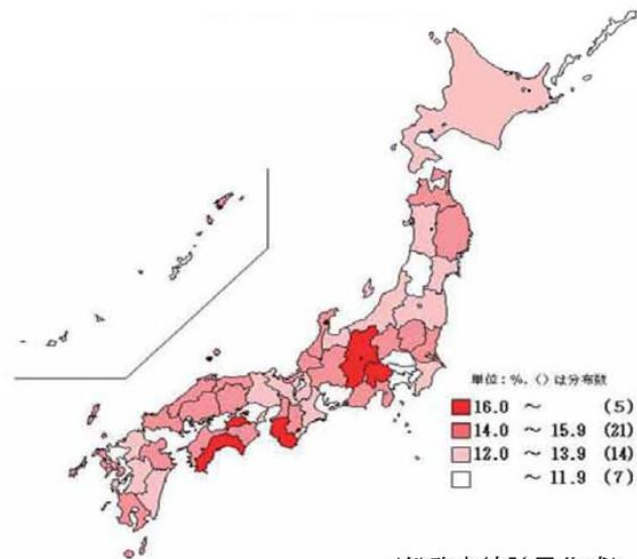 単位：%、() は分布数
16.0 ～ (5)
14.0 ～ 15.9 (21)
12.0 ～ 13.9 (14)
～ 11.9 (7)